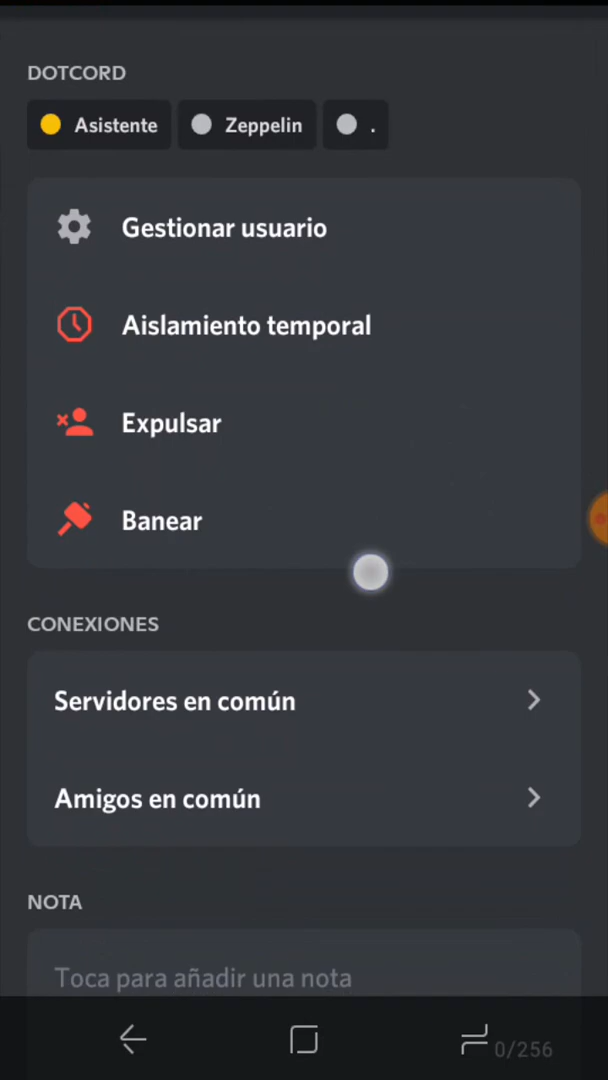 DOTCORD
Asistente Zeppelin .
Gestionar usuario
Aislamiento temporal
Expulsar
Banear
CONEXIONES
Servidores en común
Amigos en común
NOTA
Toca para añadir una nota
0/256